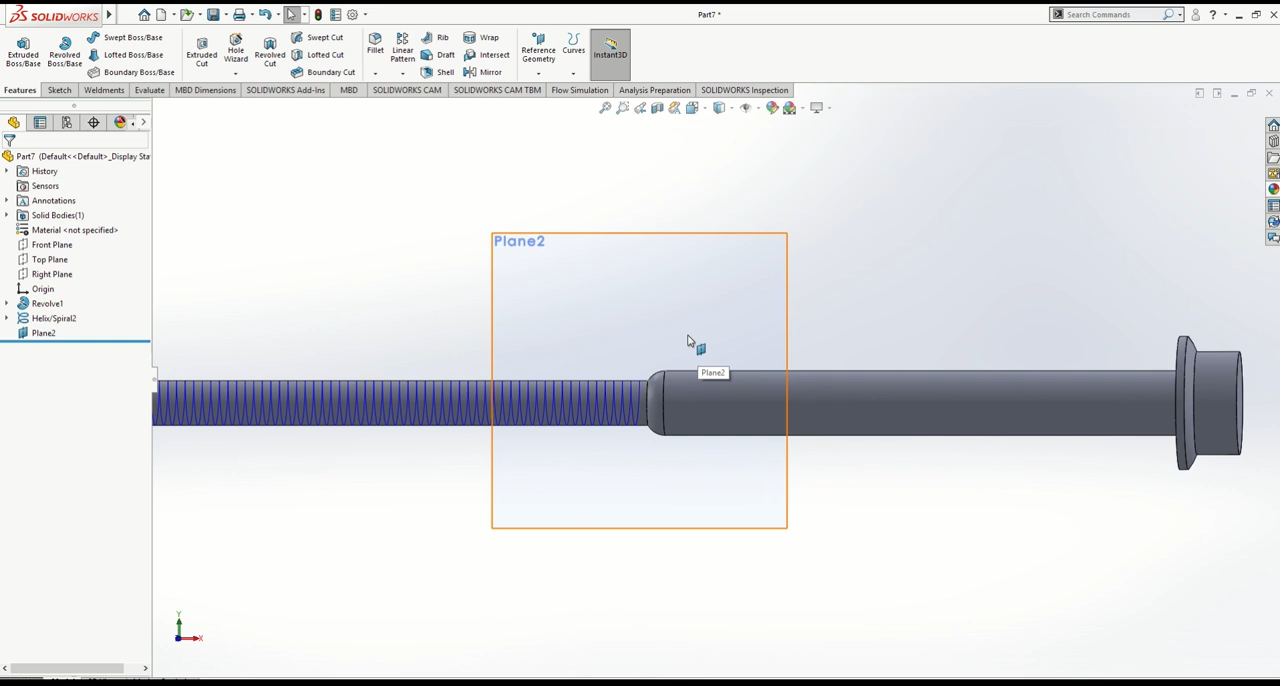 SOLIDWORKS
Part7 *
Search Commands
?
Extruded Boss/Base
Revolved Boss/Base
Swept Boss/Base
Lofted Boss/Base
Boundary Boss/Base
Extruded Cut
Hole Wizard
Revolved Cut
Swept Cut
Lofted Cut
Boundary Cut
Fillet
Linear Pattern
Rib
Draft
Shell
Wrap
Intersect
Mirror
Reference Geometry
Curves
Instant3D
Features
Sketch
Weldments
Evaluate
MBD Dimensions
SOLIDWORKS Add-Ins
MBD
SOLIDWORKS CAM
SOLIDWORKS CAM TBM
Flow Simulation
Analysis Preparation
SOLIDWORKS Inspection
Part7 (Default<<Default>_Display Sta
History
Sensors
Annotations
Solid Bodies(1)
Material <not specified>
Front Plane
Top Plane
Right Plane
Origin
Revolve1
Helix/Spiral2
Plane2
Plane2
Plane2
Y
X